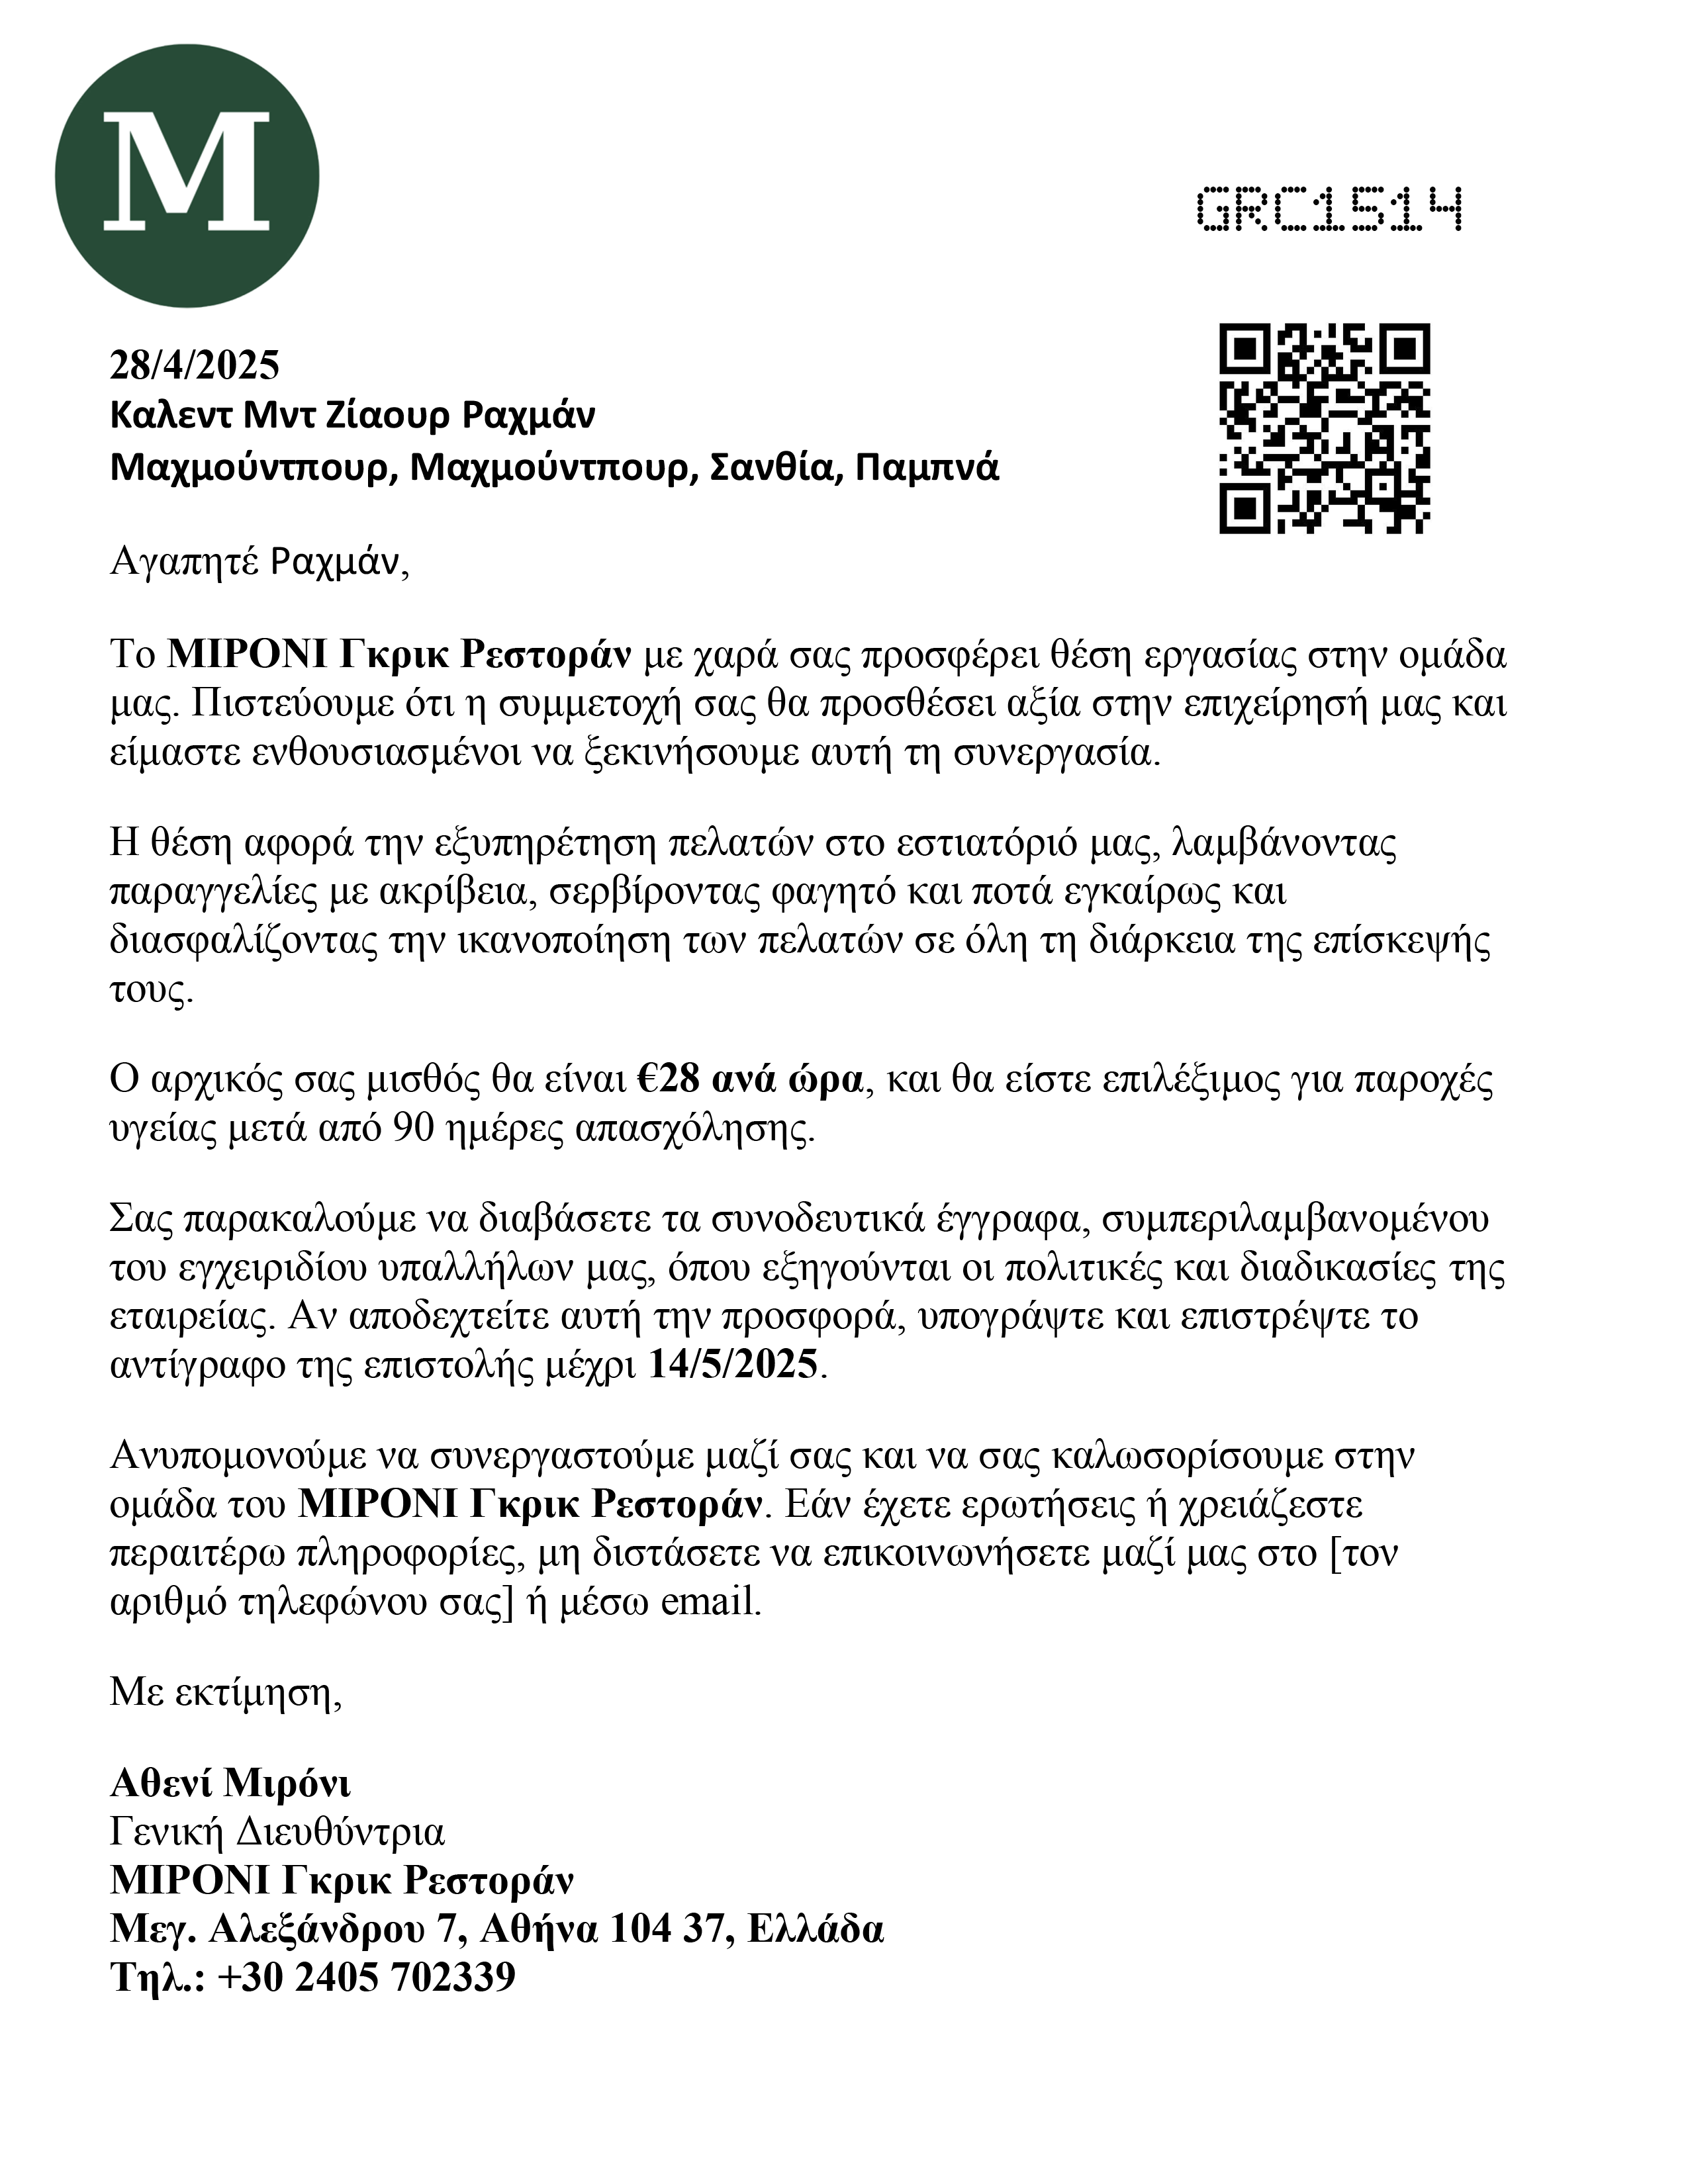 M
GRC1514
28/4/2025
Καλεντ Μντ Ζίαουρ Ραχμάν
Μαχμούντπουρ, Μαχμούντπουρ, Σανθία, Παμπνά
Αγαπητέ Ραχμάν,
Το ΜΙΡΟΝΙ Γκρικ Ρεστοράν με χαρά σας προσφέρει θέση εργασίας στην ομάδα
μας. Πιστεύουμε ότι η συμμετοχή σας θα προσθέσει αξία στην επιχείρησή μας και
είμαστε ενθουσιασμένοι να ξεκινήσουμε αυτή τη συνεργασία.
Η θέση αφορά την εξυπηρέτηση πελατών στο εστιατόριό μας, λαμβάνοντας
παραγγελίες με ακρίβεια, σερβίροντας φαγητό και ποτά εγκαίρως και
διασφαλίζοντας την ικανοποίηση των πελατών σε όλη τη διάρκεια της επίσκεψής
τους.
Ο αρχικός σας μισθός θα είναι €28 ανά ώρα, και θα είστε επιλέξιμος για παροχές
υγείας μετά από 90 ημέρες απασχόλησης.
Σας παρακαλούμε να διαβάσετε τα συνοδευτικά έγγραφα, συμπεριλαμβανομένου
του εγχειριδίου υπαλλήλων μας, όπου εξηγούνται οι πολιτικές και διαδικασίες της
εταιρείας. Αν αποδεχτείτε αυτή την προσφορά, υπογράψτε και επιστρέψτε το
αντίγραφο της επιστολής μέχρι 14/5/2025.
Ανυπομονούμε να συνεργαστούμε μαζί σας και να σας καλωσορίσουμε στην
ομάδα του ΜΙΡΟΝΙ Γκρικ Ρεστοράν. Εάν έχετε ερωτήσεις ή χρειάζεστε
περαιτέρω πληροφορίες, μη διστάσετε να επικοινωνήσετε μαζί μας στο [τον
αριθμό τηλεφώνου σας] ή μέσω email.
Με εκτίμηση,
Αθενί Μιρόνι
Γενική Διευθύντρια
ΜΙΡΟΝΙ Γκρικ Ρεστοράν
Μεγ. Αλεξάνδρου 7, Αθήνα 104 37, Ελλάδα
Τηλ.: +30 2405 702339